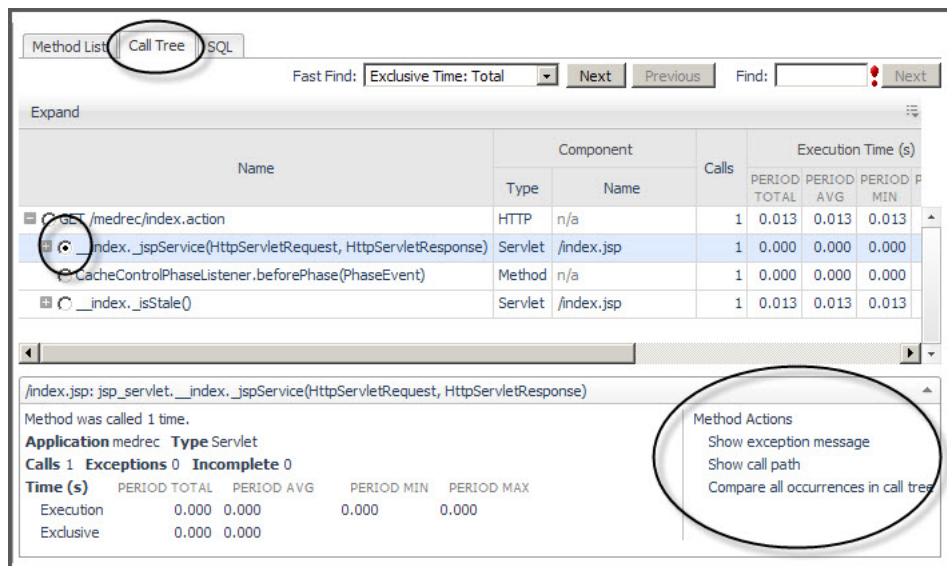 Method List Call Tree SQL
Fast Find: Exclusive Time: Total Next Previous Find: Next
Expand
Name Component Calls Execution Time (s)
Type Name PERIOD TOTAL PERIOD AVG PERIOD MIN P
GET /medrec/index.action HTTP n/a 1 0.013 0.013 0.013
__index._jspService(HttpServletRequest, HttpServletResponse) Servlet /index.jsp 1 0.000 0.000 0.000
CacheControlPhaseListener.beforePhase(PhaseEvent) Method n/a 1 0.000 0.000 0.000
__index._isStale() Servlet /index.jsp 1 0.013 0.013 0.013
/index.jsp: jsp_servlet.__index._jspService(HttpServletRequest, HttpServletResponse)
Method was called 1 time.
Application medrec Type Servlet
Calls 1 Exceptions 0 Incomplete 0
Time (s) PERIOD TOTAL PERIOD AVG PERIOD MIN PERIOD MAX
Execution 0.000 0.000 0.000 0.000
Exclusive 0.000 0.000
Method Actions
Show exception message
Show call path
Compare all occurrences in call tree